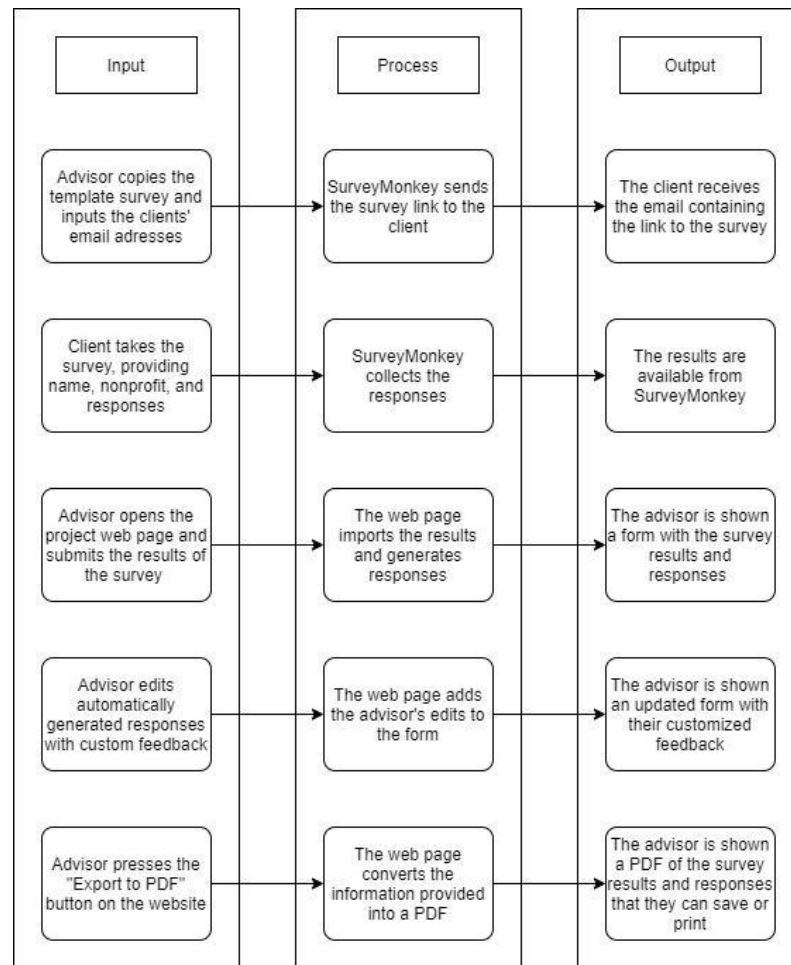 Input
Process
Output
Advisor copies the
template survey and
inputs the clients'
email adresses
SurveyMonkey sends
the survey link to the
client
The client receives
the email containing
the link to the survey
Client takes the
survey, providing
name, nonprofit, and
responses
SurveyMonkey
collects the
responses
The results are
available from
SurveyMonkey
Advisor opens the
project web page and
submits the results of
the survey
The web page
imports the results
and generates
responses
The advisor is shown
a form with the survey
results and
responses
Advisor edits
automatically
generated responses
with custom feedback
The web page adds
the advisor's edits to
the form
The advisor is shown
an updated form with
their customized
feedback
Advisor presses the
"Export to PDF"
button on the website
The web page
converts the
information provided
into a PDF
The advisor is shown
a PDF of the survey
results and responses
that they can save or
print